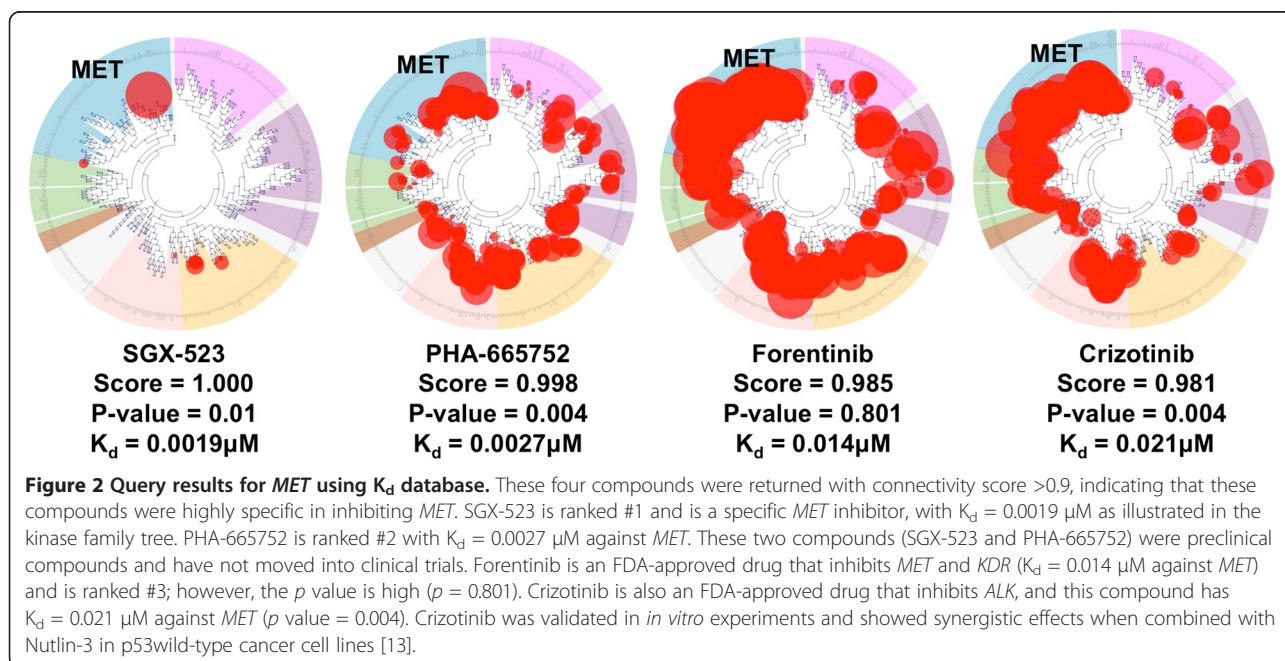 MET
MET
MET
MET
SGX-523
Score = 1.000
P-value = 0.01
Kd = 0.0019µM
PHA-665752
Score = 0.998
P-value = 0.004
Kd = 0.0027µM
Forentinib
Score = 0.985
P-value = 0.801
Kd = 0.014µM
Crizotinib
Score = 0.981
P-value = 0.004
Kd = 0.021µM
Figure 2 Query results for MET using Kd database. These four compounds were returned with connectivity score >0.9, indicating that these
compounds were highly specific in inhibiting MET. SGX-523 is ranked #1 and is a specific MET inhibitor, with Kd = 0.0019 µM as illustrated in the
kinase family tree. PHA-665752 is ranked #2 with Kd = 0.0027 µM against MET. These two compounds (SGX-523 and PHA-665752) were preclinical
compounds and have not moved into clinical trials. Forentinib is an FDA-approved drug that inhibits MET and KDR (Kd = 0.014 µM against MET)
and is ranked #3; however, the p value is high (p = 0.801). Crizotinib is also an FDA-approved drug that inhibits ALK, and this compound has
Kd = 0.021 µM against MET (p value = 0.004). Crizotinib was validated in in vitro experiments and showed synergistic effects when combined with
Nutlin-3 in p53wild-type cancer cell lines [13].